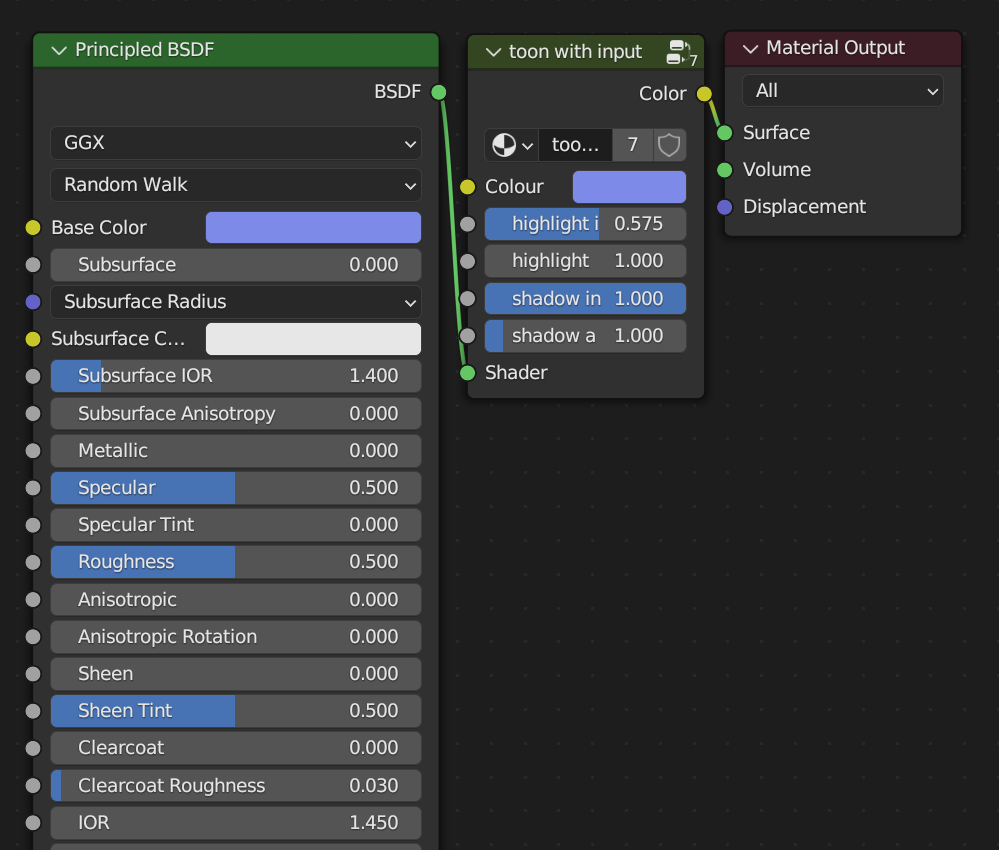 Principled BSDF
BSDF
GGX
Random Walk
Base Color
Subsurface 0.000
Subsurface Radius
Subsurface C...
Subsurface IOR 1.400
Subsurface Anisotropy 0.000
Metallic 0.000
Specular 0.500
Specular Tint 0.000
Roughness 0.500
Anisotropic 0.000
Anisotropic Rotation 0.000
Sheen 0.000
Sheen Tint 0.500
Clearcoat 0.000
Clearcoat Roughness 0.030
IOR 1.450
toon with input 7
Color
too... 7
Colour
highlight i 0.575
highlight 1.000
shadow in 1.000
shadow a 1.000
Shader
Material Output
All
Surface
Volume
Displacement